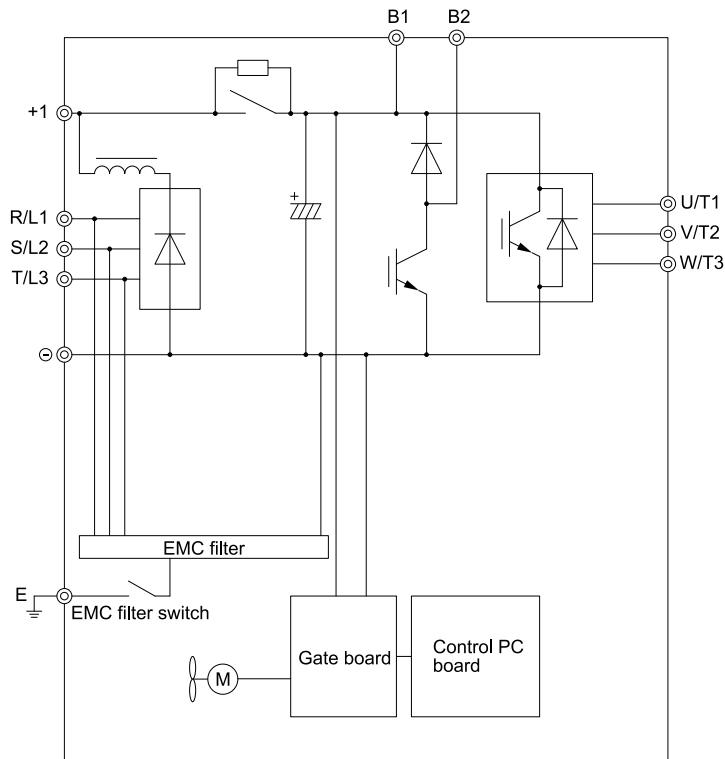 B1
B2
+1
+
R/L1
S/L2
T/L3
U/T1
V/T2
W/T3
⊖
EMC filter
E
EMC filter switch
Gate board
Control PC
board
M